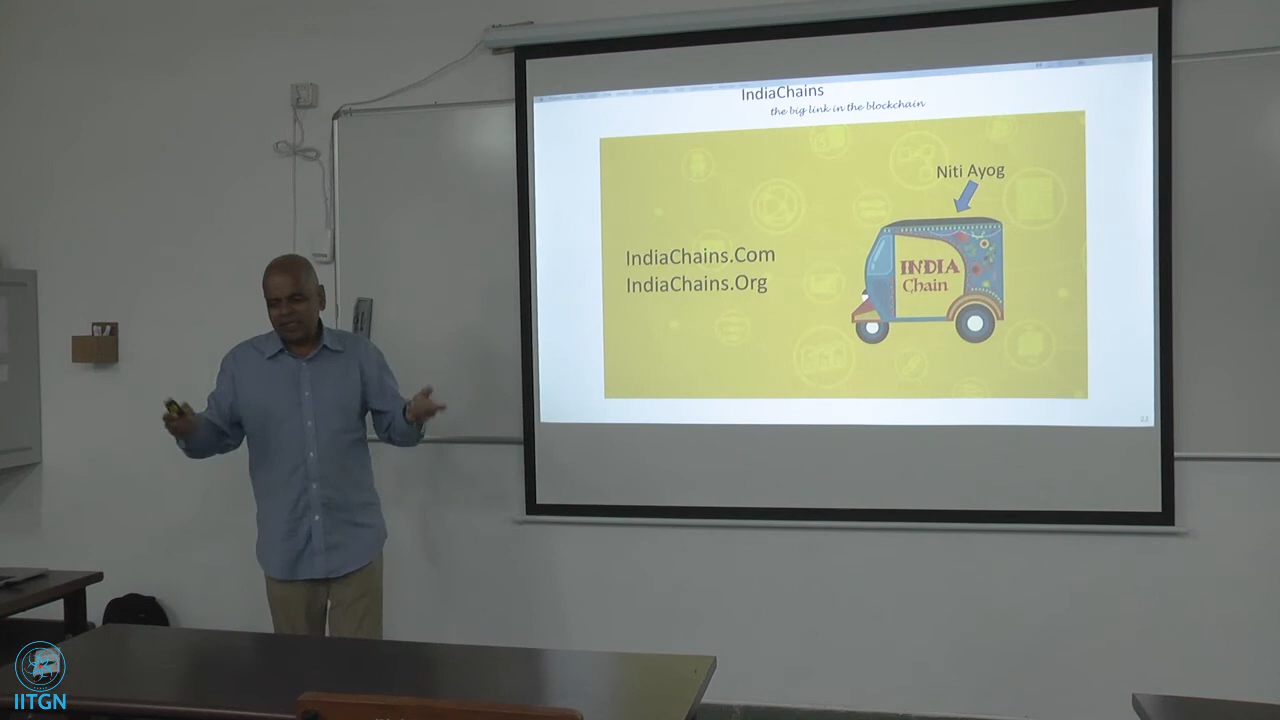 IndiaChains
the big link in the blockchain
Niti Ayog
IndiaChains.Com
IndiaChains.Org
INDIA
Chain
IITGN